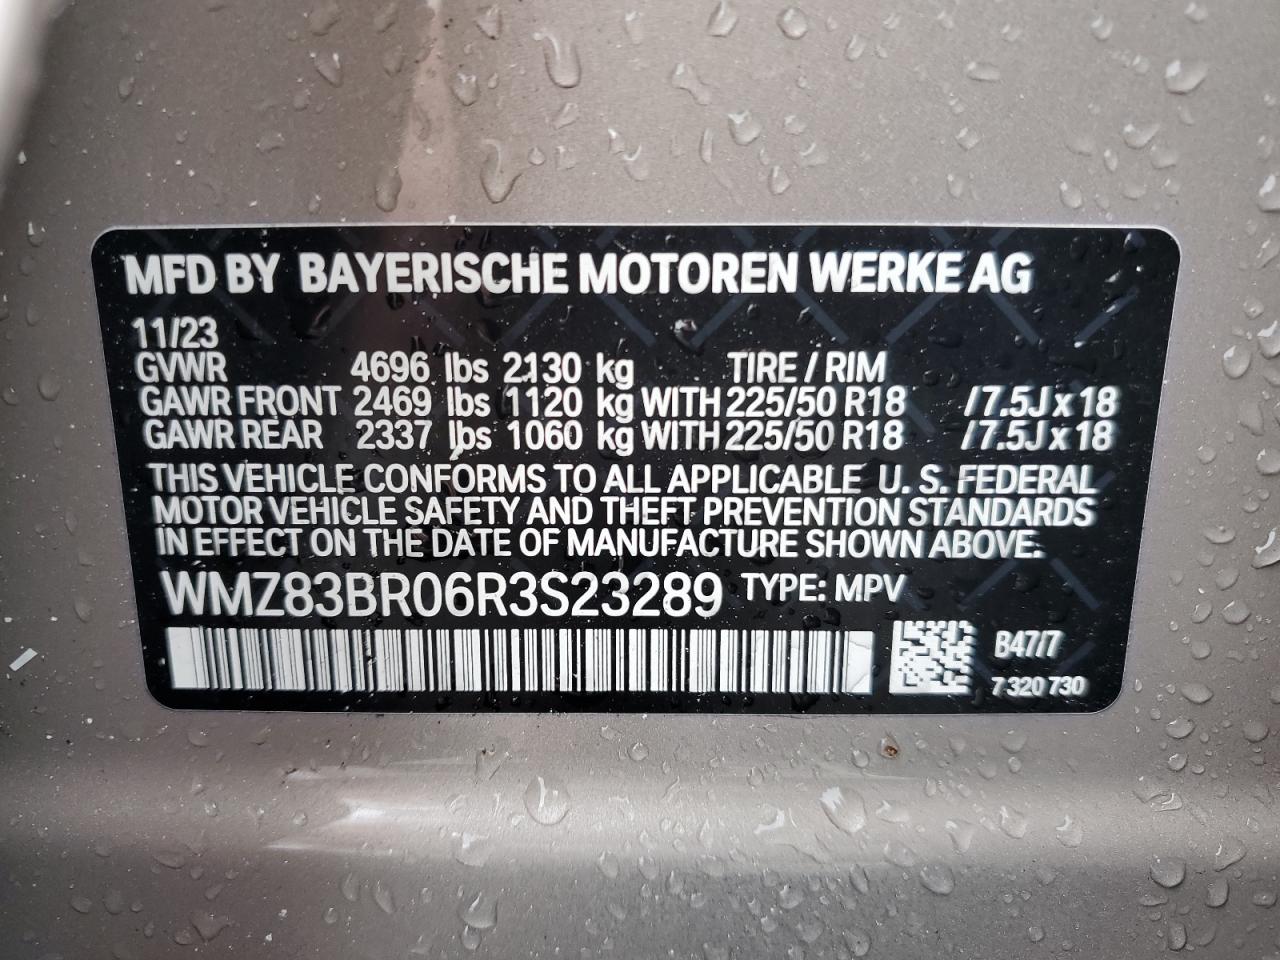 MFD BY BAYERISCHE MOTOREN WERKE AG
11/23
GVWR 4696 lbs 2130 kg TIRE / RIM
GAWR FRONT 2469 lbs 1120 kg WITH 225/50 R18 /7.5J x 18
GAWR REAR 2337 lbs 1060 kg WITH 225/50 R18 /7.5J x 18
THIS VEHICLE CONFORMS TO ALL APPLICABLE U. S. FEDERAL
MOTOR VEHICLE SAFETY AND THEFT PREVENTION STANDARDS
IN EFFECT ON THE DATE OF MANUFACTURE SHOWN ABOVE.
WMZ83BR06R3S23289 TYPE: MPV
B47/7
7 320 730